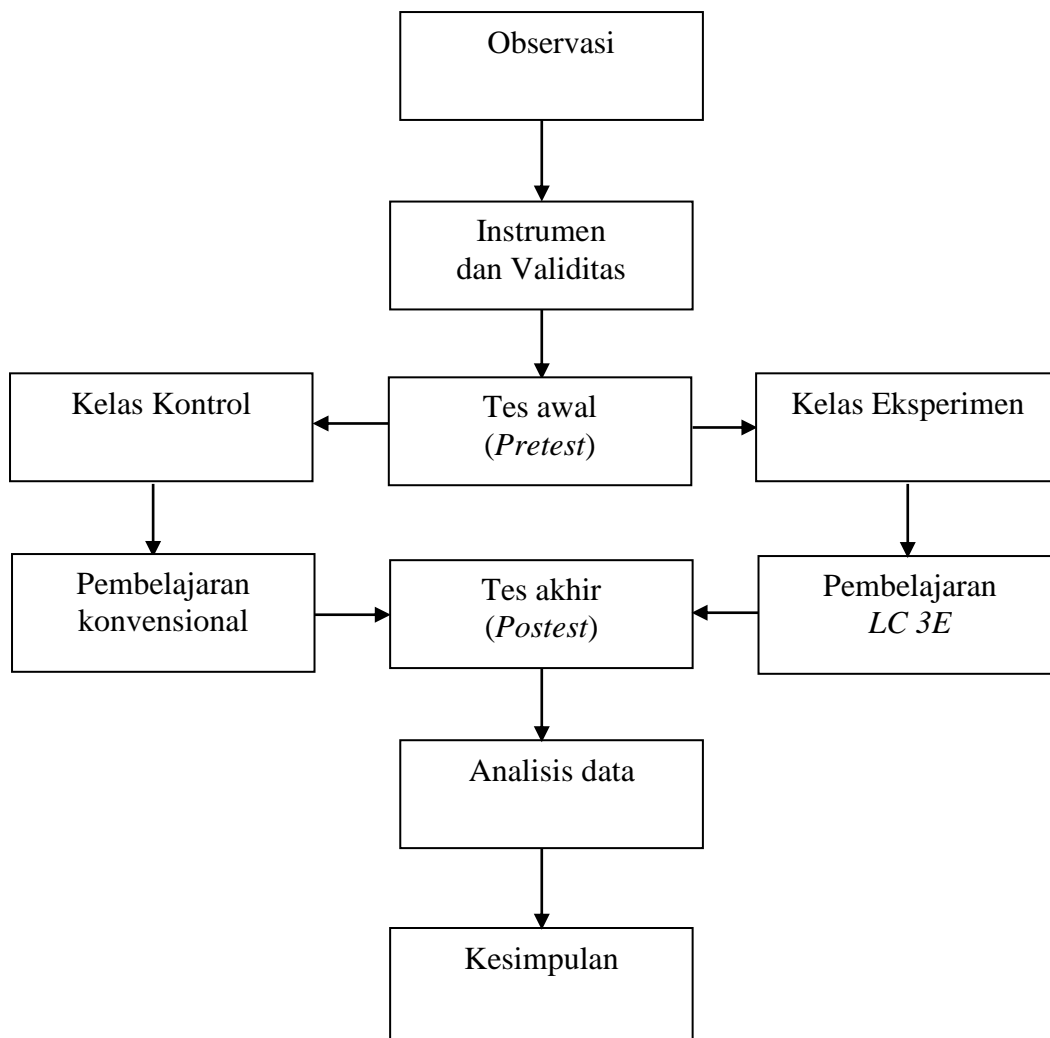 Observasi
Instrumen
dan Validitas
Kelas Kontrol
Tes awal
(Pretest)
Kelas Eksperimen
Pembelajaran
konvensional
Tes akhir
(Postest)
Pembelajaran
LC 3E
Analisis data
Kesimpulan